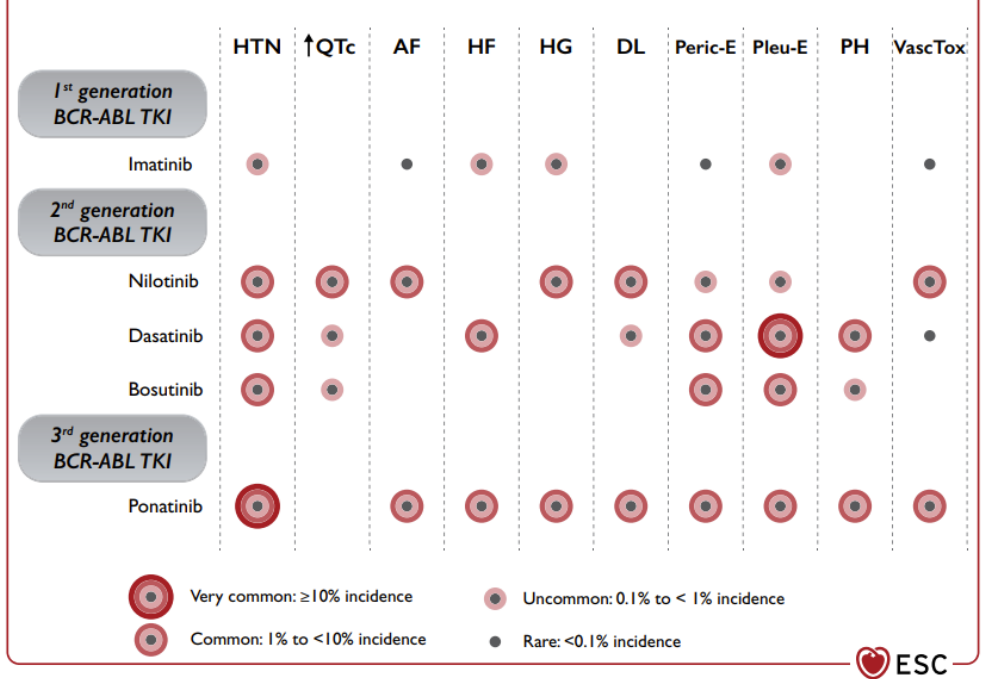 HTN ↑QTc AF HF HG DL Peric-E Pleu-E PH VascTox
1st generation
BCR-ABL TKI
Imatinib
2nd generation
BCR-ABL TKI
Nilotinib
Dasatinib
Bosutinib
3rd generation
BCR-ABL TKI
Ponatinib
Very common: ≥10% incidence
Uncommon: 0.1% to < 1% incidence
Common: 1% to <10% incidence
Rare: <0.1% incidence
ESC